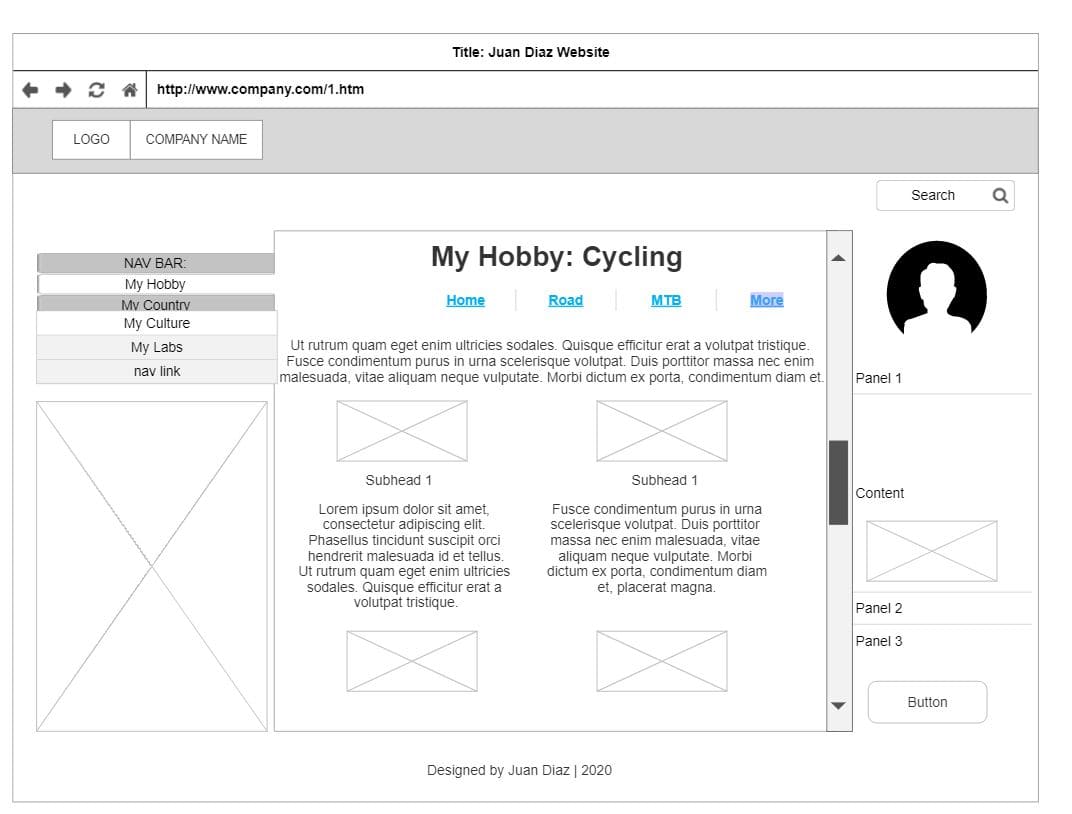 Title: Juan Diaz Website
http://www.company.com/1.htm
LOGO
COMPANY NAME
Search
NAV BAR:
My Hobby
My Country
My Culture
My Labs
nav link
My Hobby: Cycling
Home
Road
MTB
More
Ut rutrum quam eget enim ultricies sodales. Quisque efficitur erat a volutpat tristique.
Fusce condimentum purus in urna scelerisque volutpat. Duis porttitor massa nec enim
malesuada, vitae aliquam neque vulputate. Morbi dictum ex porta, condimentum diam et.
Subhead 1
Lorem ipsum dolor sit amet,
consectetur adipiscing elit.
Phasellus tincidunt suscipit orci
hendrerit malesuada id et tellus.
Ut rutrum quam eget enim ultricies
sodales. Quisque efficitur erat a
volutpat tristique.
Subhead 1
Fusce condimentum purus in urna
scelerisque volutpat. Duis porttitor
massa nec enim malesuada, vitae
aliquam neque vulputate. Morbi
dictum ex porta, condimentum diam
et, placerat magna.
Panel 1
Content
Panel 2
Panel 3
Button
Designed by Juan Diaz | 2020